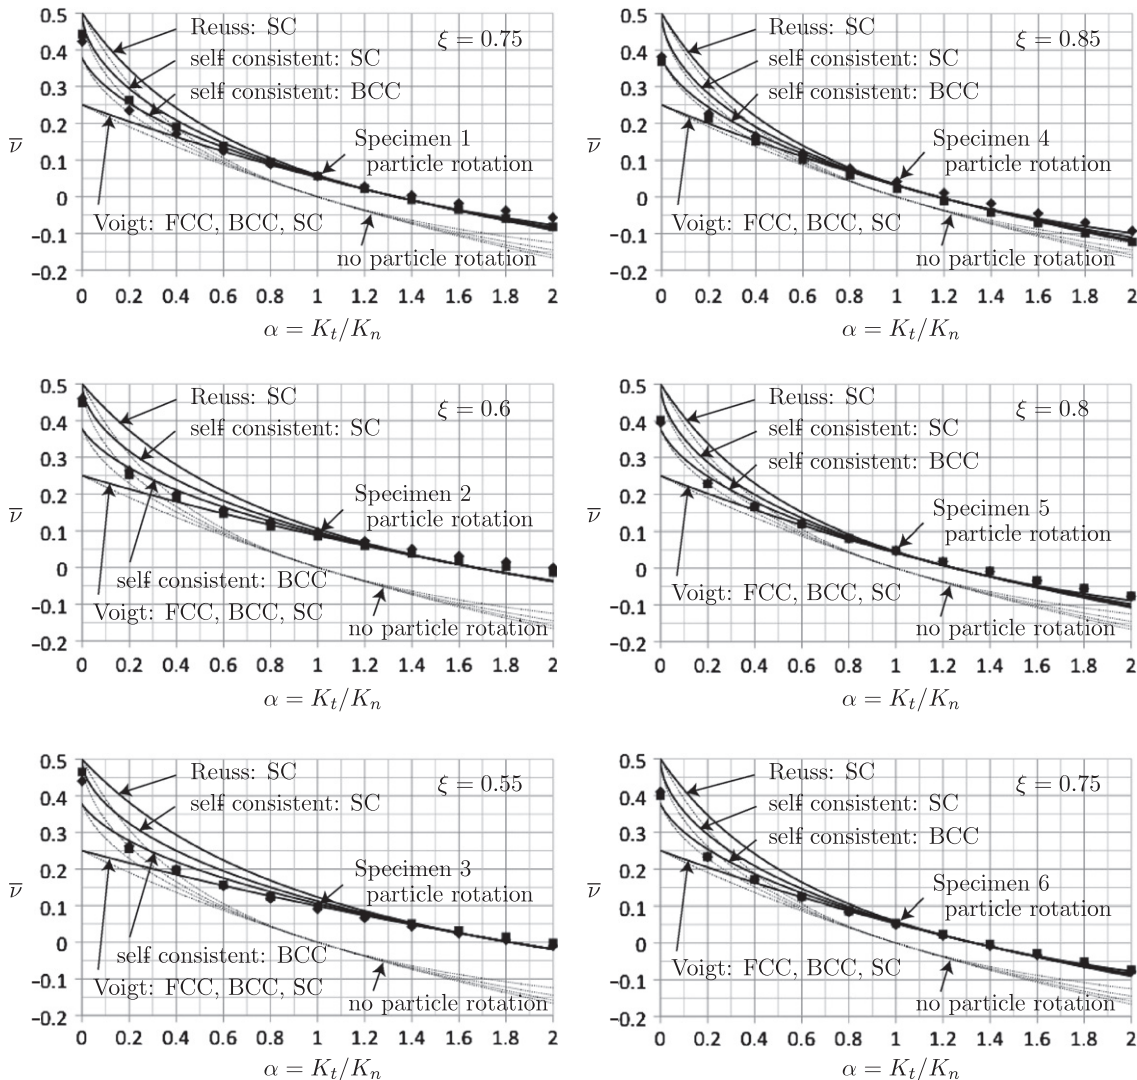 0.5
0.4
0.3
0.2
0.1
0
−0.1
−0.2
ν̅
Reuss: SC
ξ = 0.75
self consistent: SC
self consistent: BCC
Specimen 1
particle rotation
Voigt: FCC, BCC, SC
no particle rotation
0 0.2 0.4 0.6 0.8 1 1.2 1.4 1.6 1.8 2
α = K_t/K_n
0.5
0.4
0.3
0.2
0.1
0
−0.1
−0.2
ν̅
Reuss: SC
ξ = 0.85
self consistent: SC
self consistent: BCC
Specimen 4
particle rotation
Voigt: FCC, BCC, SC
no particle rotation
0 0.2 0.4 0.6 0.8 1 1.2 1.4 1.6 1.8 2
α = K_t/K_n
0.5
0.4
0.3
0.2
0.1
0
−0.1
−0.2
ν̅
Reuss: SC
ξ = 0.6
self consistent: SC
Specimen 2
particle rotation
self consistent: BCC
Voigt: FCC, BCC, SC
no particle rotation
0 0.2 0.4 0.6 0.8 1 1.2 1.4 1.6 1.8 2
α = K_t/K_n
0.5
0.4
0.3
0.2
0.1
0
−0.1
−0.2
ν̅
Reuss: SC
ξ = 0.8
self consistent: SC
self consistent: BCC
Specimen 5
particle rotation
Voigt: FCC, BCC, SC
no particle rotation
0 0.2 0.4 0.6 0.8 1 1.2 1.4 1.6 1.8 2
α = K_t/K_n
0.5
0.4
0.3
0.2
0.1
0
−0.1
−0.2
ν̅
Reuss: SC
ξ = 0.55
self consistent: SC
Specimen 3
particle rotation
self consistent: BCC
Voigt: FCC, BCC, SC
no particle rotation
0 0.2 0.4 0.6 0.8 1 1.2 1.4 1.6 1.8 2
α = K_t/K_n
0.5
0.4
0.3
0.2
0.1
0
−0.1
−0.2
ν̅
Reuss: SC
ξ = 0.75
self consistent: SC
self consistent: BCC
Specimen 6
particle rotation
Voigt: FCC, BCC, SC
no particle rotation
0 0.2 0.4 0.6 0.8 1 1.2 1.4 1.6 1.8 2
α = K_t/K_n